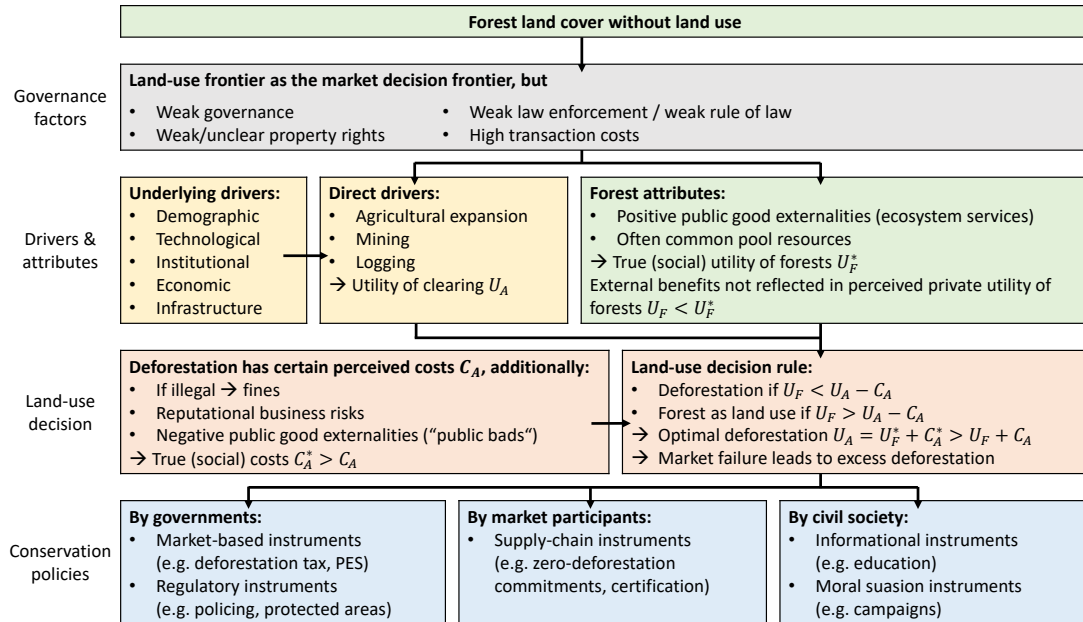 Forest land cover without land use
Governance
factors
Land-use frontier as the market decision frontier, but
• Weak governance
• Weak/unclear property rights
• Weak law enforcement / weak rule of law
• High transaction costs
Drivers &
attributes
Underlying drivers:
• Demographic
• Technological
• Institutional
• Economic
• Infrastructure
Direct drivers:
• Agricultural expansion
• Mining
• Logging
→ Utility of clearing U_A
Forest attributes:
• Positive public good externalities (ecosystem services)
• Often common pool resources
→ True (social) utility of forests U_F^*
External benefits not reflected in perceived private utility of
forests U_F < U_F^*
Land-use
decision
Deforestation has certain perceived costs C_A, additionally:
• If illegal → fines
• Reputational business risks
• Negative public good externalities (“public bads“)
→ True (social) costs C_A^* > C_A
Land-use decision rule:
• Deforestation if U_F < U_A − C_A
• Forest as land use if U_F > U_A − C_A
→ Optimal deforestation U_A = U_F^* + C_A^* > U_F + C_A
→ Market failure leads to excess deforestation
Conservation
policies
By governments:
• Market-based instruments
(e.g. deforestation tax, PES)
• Regulatory instruments
(e.g. policing, protected areas)
By market participants:
• Supply-chain instruments
(e.g. zero-deforestation
commitments, certification)
By civil society:
• Informational instruments
(e.g. education)
• Moral suasion instruments
(e.g. campaigns)